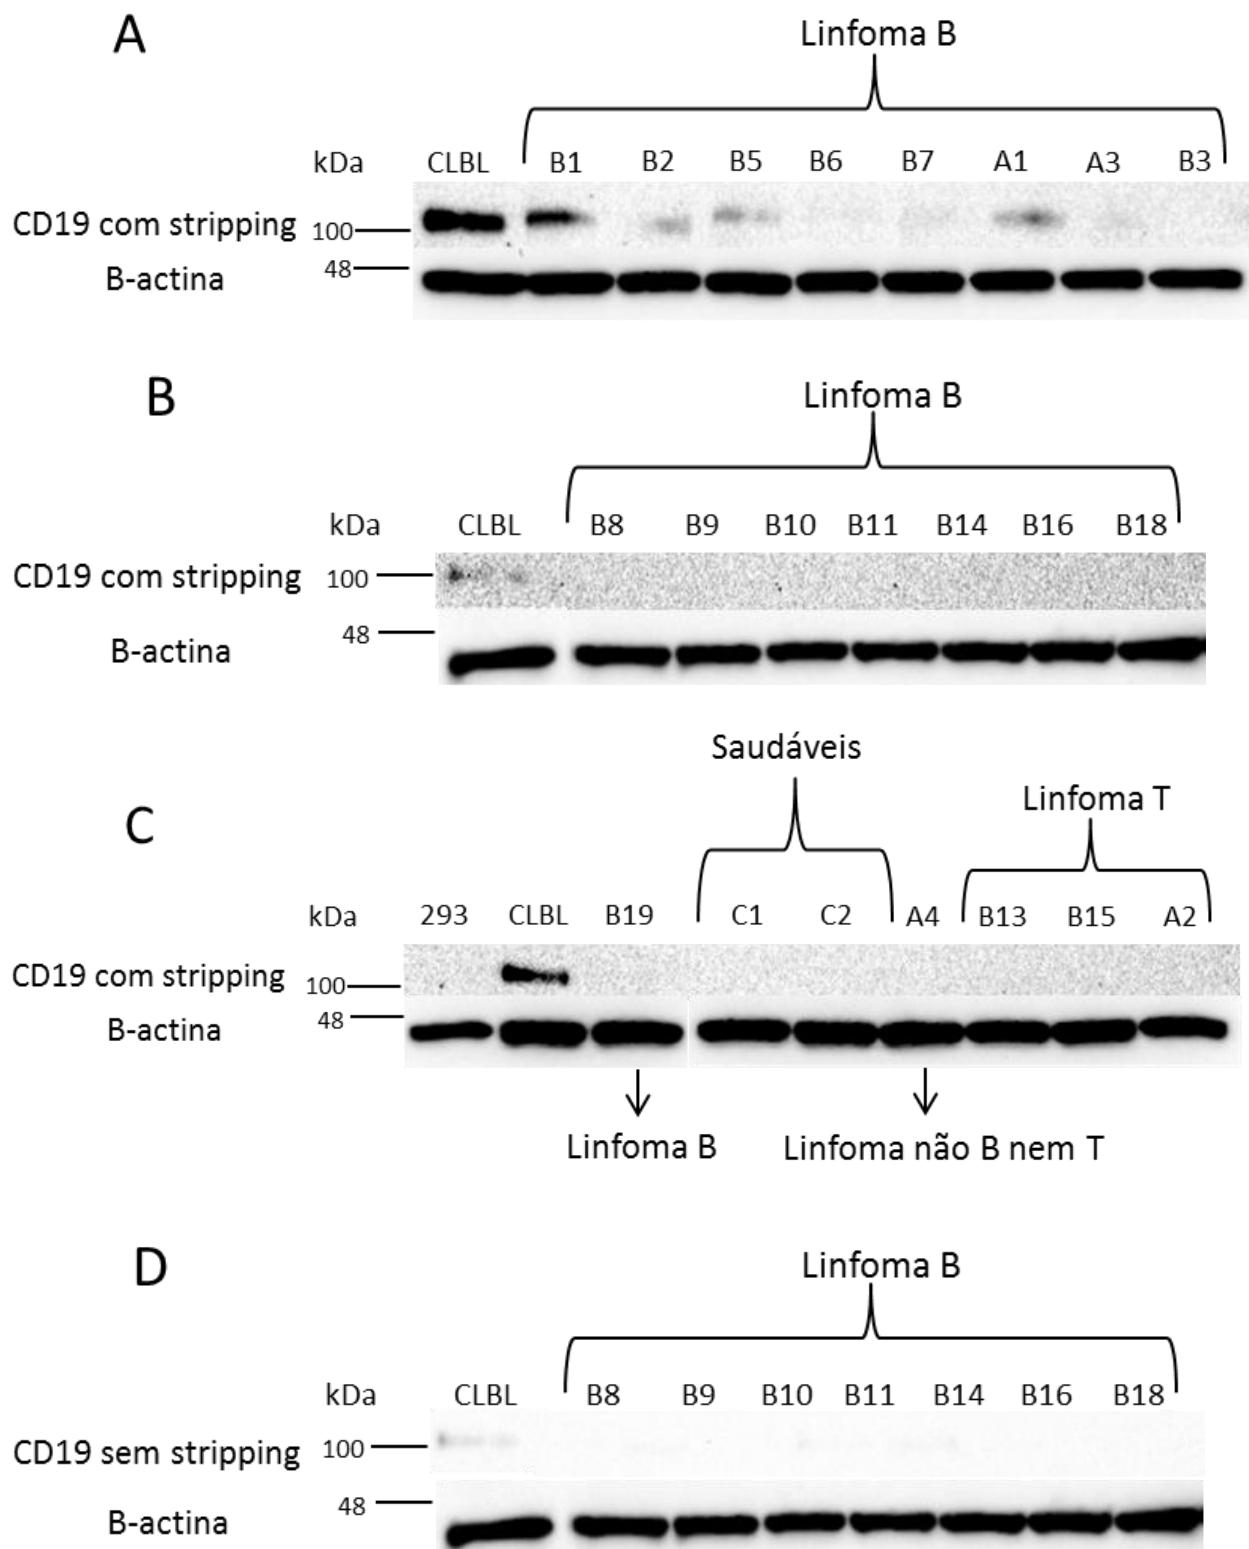 A
Linfoma B
kDa CLBL B1 B2 B5 B6 B7 A1 A3 B3
CD19 com stripping 100
48
B-actina
B
Linfoma B
kDa CLBL B8 B9 B10 B11 B14 B16 B18
CD19 com stripping 100
48
B-actina
Saudáveis
Linfoma T
C
kDa 293 CLBL B19 C1 C2 A4 B13 B15 A2
CD19 com stripping 100
48
B-actina
Linfoma B Linfoma não B nem T
D
Linfoma B
kDa CLBL B8 B9 B10 B11 B14 B16 B18
CD19 sem stripping 100
48
B-actina